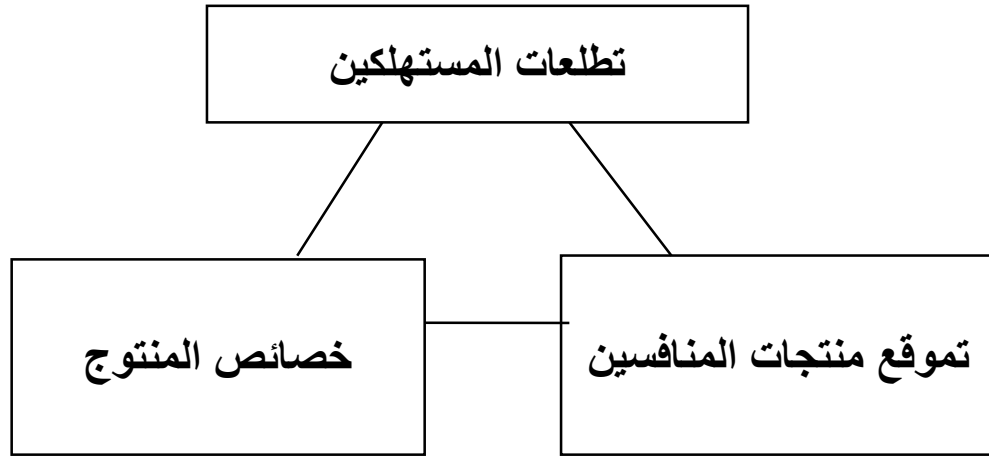 تطلعات المستهلكين
تموقع منتجات المنافسين
خصائص المنتوج